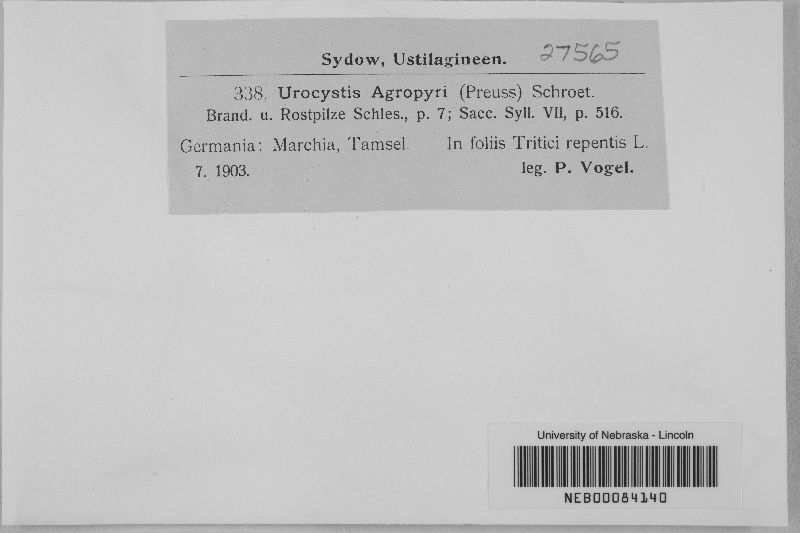 Sydow, Ustilagineen. 27565
338. Urocystis Agropyri (Preuss) Schroet.
Brand. u. Rostpilze Schles., p. 7; Sacc. Syll. VII, p. 516.
Germania: Marchia, Tamsel. In foliis Tritici repentis L.
7. 1903. leg. P. Vogel.
University of Nebraska - Lincoln
NEB00084140